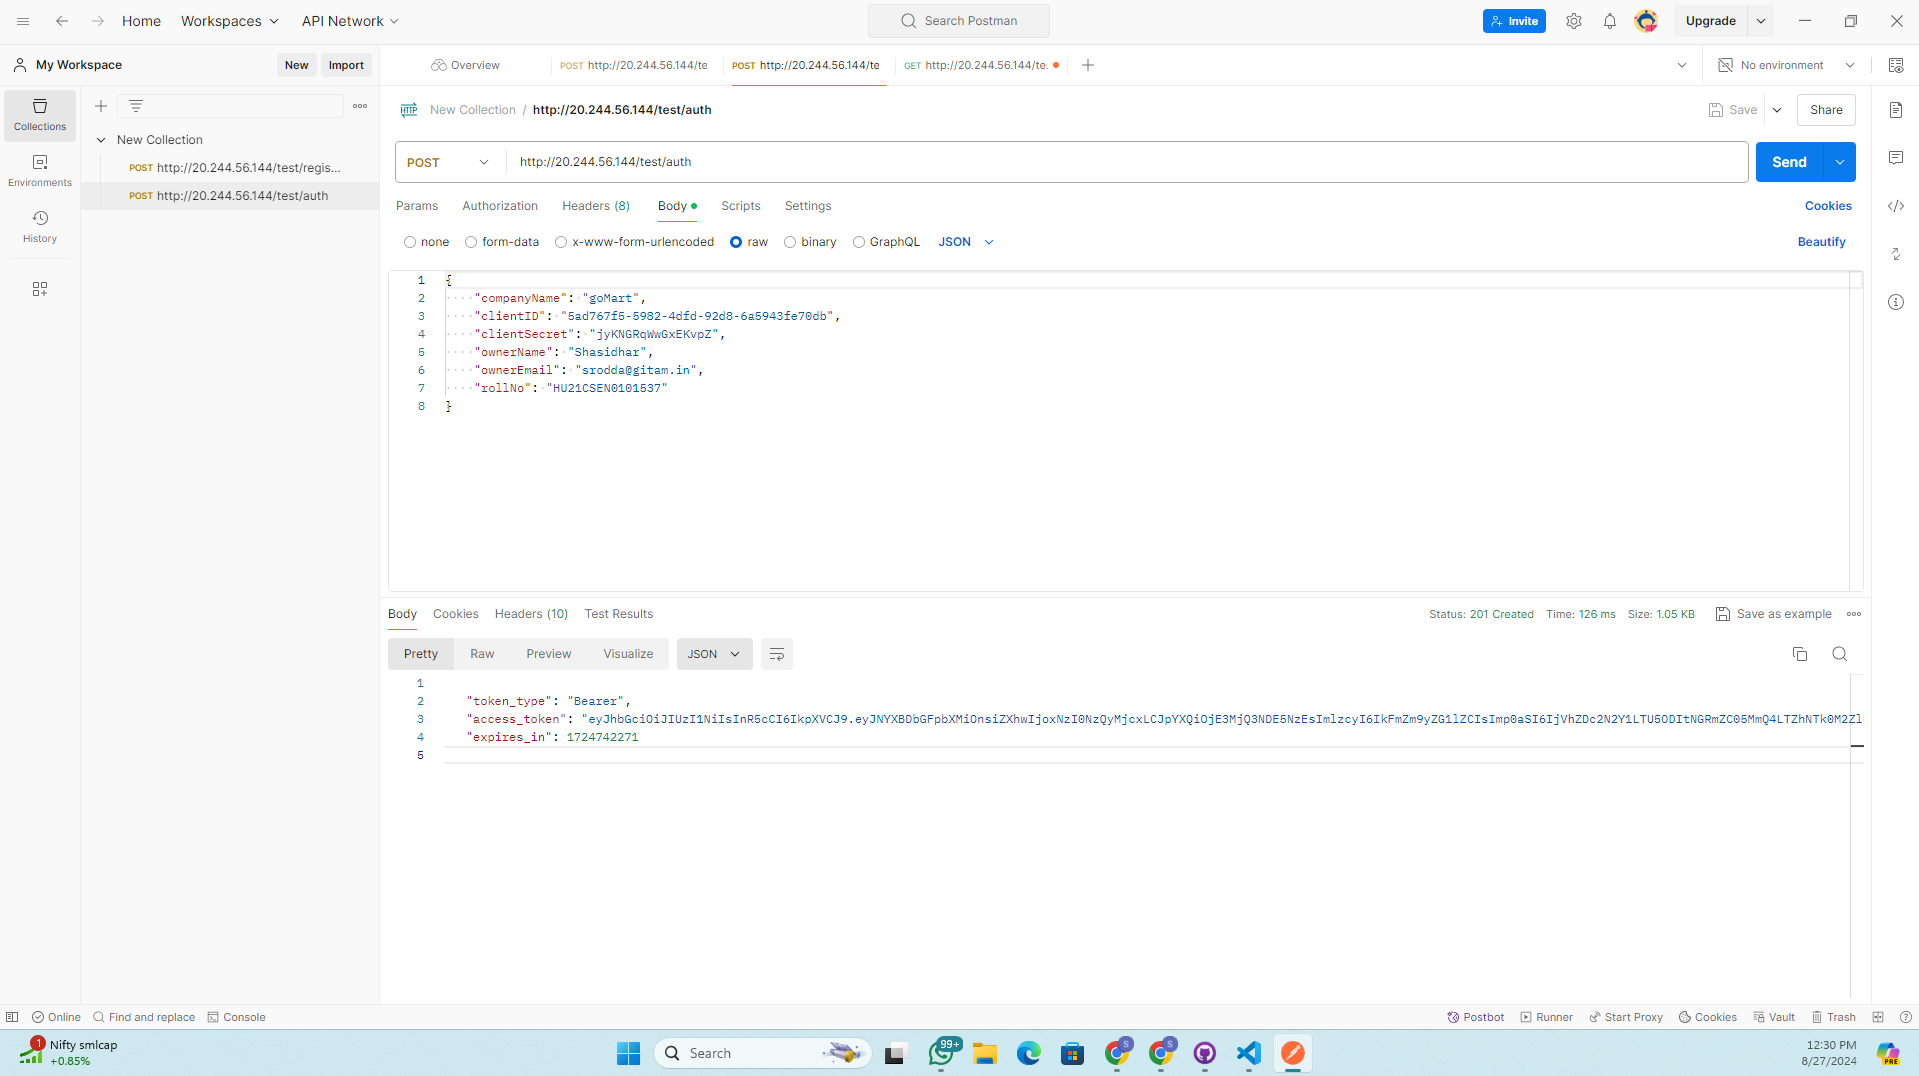 Home Workspaces API Network Search Postman Invite Upgrade
My Workspace New Import Overview POST http://20.244.56.144/te POST http://20.244.56.144/te GET http://20.244.56.144/te: No environment
Collections
Environments
History
New Collection
POST http://20.244.56.144/test/regis...
POST http://20.244.56.144/test/auth
HTTP New Collection / http://20.244.56.144/test/auth Save Share
POST http://20.244.56.144/test/auth Send
Params Authorization Headers (8) Body Scripts Settings Cookies
none form-data x-www-form-urlencoded raw binary GraphQL JSON Beautify
1 {
2 "companyName": "goMart",
3 "clientID": "5ad767f5-5982-4dfd-92d8-6a5943fe70db",
4 "clientSecret": "jyKNGRqWwGxEKvpZ",
5 "ownerName": "Shasidhar",
6 "ownerEmail": "srodda@gitam.in",
7 "rollNo": "HU21CSEN0101537"
8 }
Body Cookies Headers (10) Test Results Status: 201 Created Time: 126 ms Size: 1.05 KB Save as example
Pretty Raw Preview Visualize JSON
1
2 "token_type": "Bearer",
3 "access_token": "eyJhbGciOiJIUzI1NiIsInR5cCI6IkpXVCJ9.eyJNYXBDbGFpbXMiOnsiZXhwIjoxNzI0NzQyMjcxLCJpYXQiOjE3MjQ3NDE5NzEsImlzcyI6IkFmZm9yZG1lZCIsImp0aSI6IjVhZDc2N2Y1LTU5ODItNGRmZC05MmQ4LTZhNTk0M2Zl
4 "expires_in": 1724742271
5
Online Find and replace Console Postbot Runner Start Proxy Cookies Vault Trash
1 Nifty smlcap
+0.85%
Search
99+
S
S
PRE
12:30 PM
8/27/2024